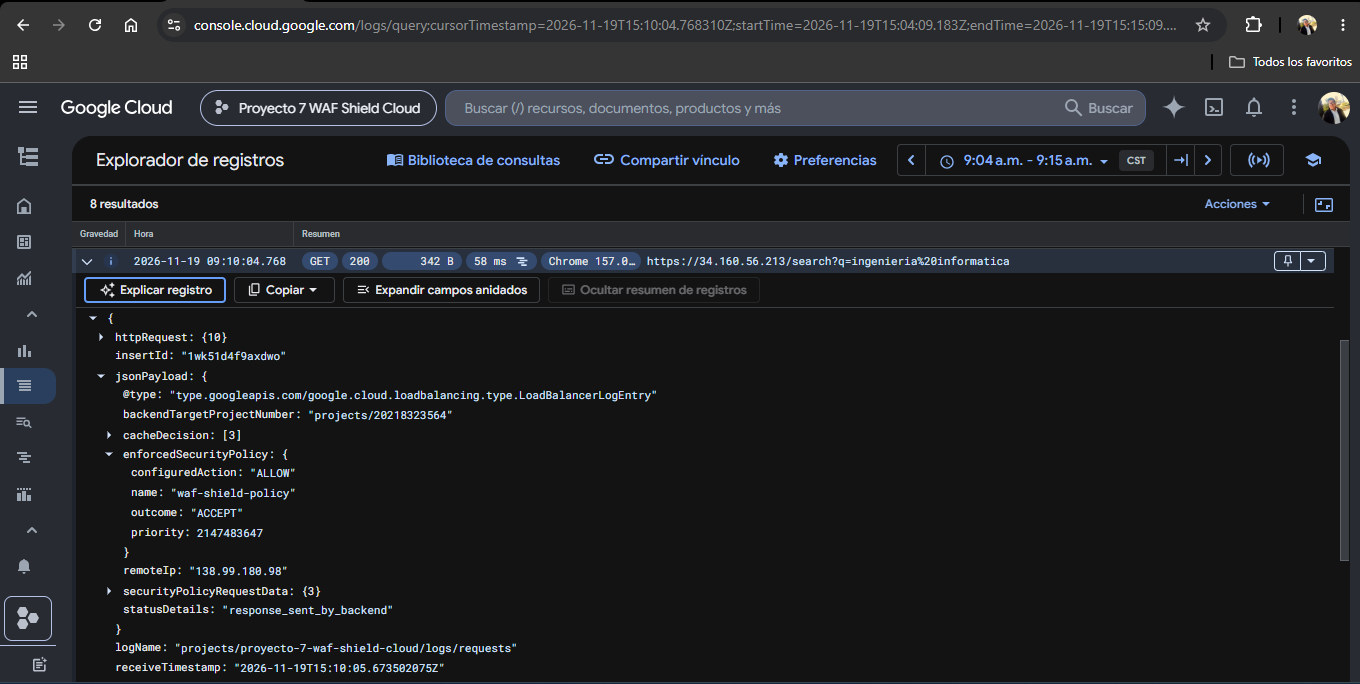 console.cloud.google.com/logs/query;cursorTimestamp=2026-11-19T15:10:04.768310Z;startTime=2026-11-19T15:04:09.183Z;endTime=2026-11-19T15:15:09....
Todos los favoritos
Google Cloud
Proyecto 7 WAF Shield Cloud
Buscar (/) recursos, documentos, productos y más
Buscar
Explorador de registros
Biblioteca de consultas
Compartir vínculo
Preferencias
9:04 a.m. - 9:15 a.m.
CST
8 resultados
Acciones
Gravedad Hora Resumen
2026-11-19 09:10:04.768 GET 200 342 B 58 ms Chrome 157.0… https://34.160.56.213/search?q=ingenieria%20informatica
Explicar registro
Copiar
Expandir campos anidados
Ocultar resumen de registros
{
httpRequest: {10}
insertId: "1wk51d4f9axdwo"
jsonPayload: {
@type: "type.googleapis.com/google.cloud.loadbalancing.type.LoadBalancerLogEntry"
backendTargetProjectNumber: "projects/20218323564"
cacheDecision: [3]
enforcedSecurityPolicy: {
configuredAction: "ALLOW"
name: "waf-shield-policy"
outcome: "ACCEPT"
priority: 2147483647
}
remoteIp: "138.99.180.98"
securityPolicyRequestData: {3}
statusDetails: "response_sent_by_backend"
}
logName: "projects/proyecto-7-waf-shield-cloud/logs/requests"
receiveTimestamp: "2026-11-19T15:10:05.673502075Z"